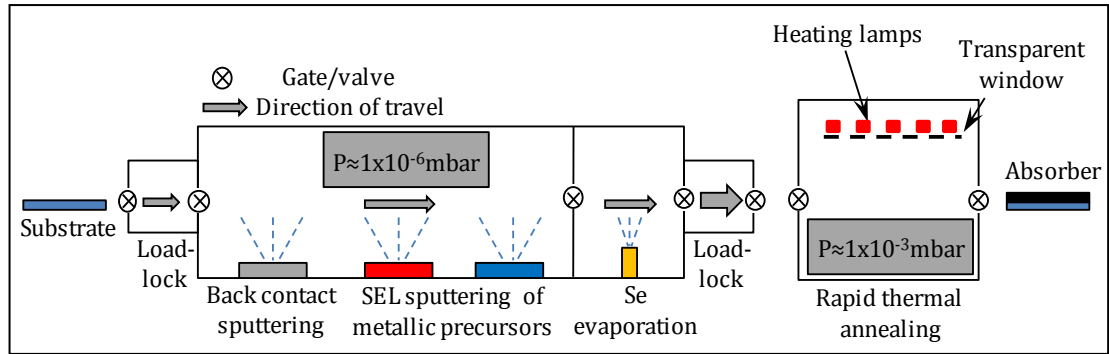 Heating lamps
Transparent
window
Gate/valve
Direction of travel
P≈1x10⁻⁶mbar
Substrate
Load-
lock
Back contact
sputtering
SEL sputtering of
metallic precursors
Se
evaporation
Load-
lock
P≈1x10⁻³mbar
Rapid thermal
annealing
Absorber